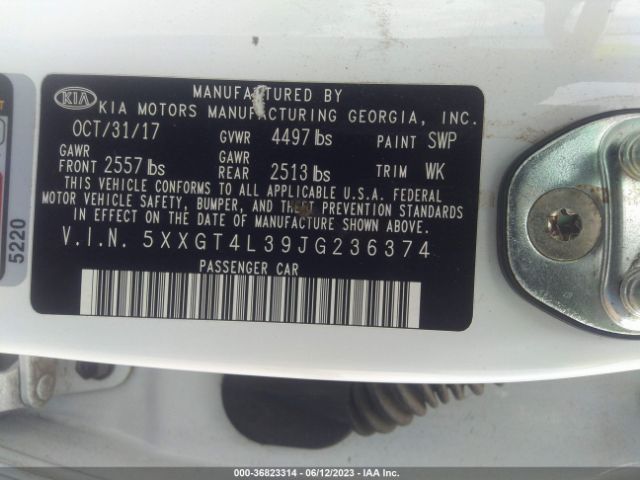 MANUFACTURED BY
KIA KIA MOTORS MANUFACTURING GEORGIA, INC.
OCT/31/17 GVWR 4497 lbs PAINT SWP
GAWR FRONT 2557 lbs GAWR REAR 2513 lbs TRIM WK
THIS VEHICLE CONFORMS TO ALL APPLICABLE U.S.A. FEDERAL
MOTOR VEHICLE SAFETY, BUMPER, AND THEFT PREVENTION STANDARDS
IN EFFECT ON THE DATE OF MANUFACTURE SHOWN ABOVE.
V.I.N. 5XXGT4L39JG236374
PASSENGER CAR
5220
000-36823314 - 06/12/2023 - IAA Inc.